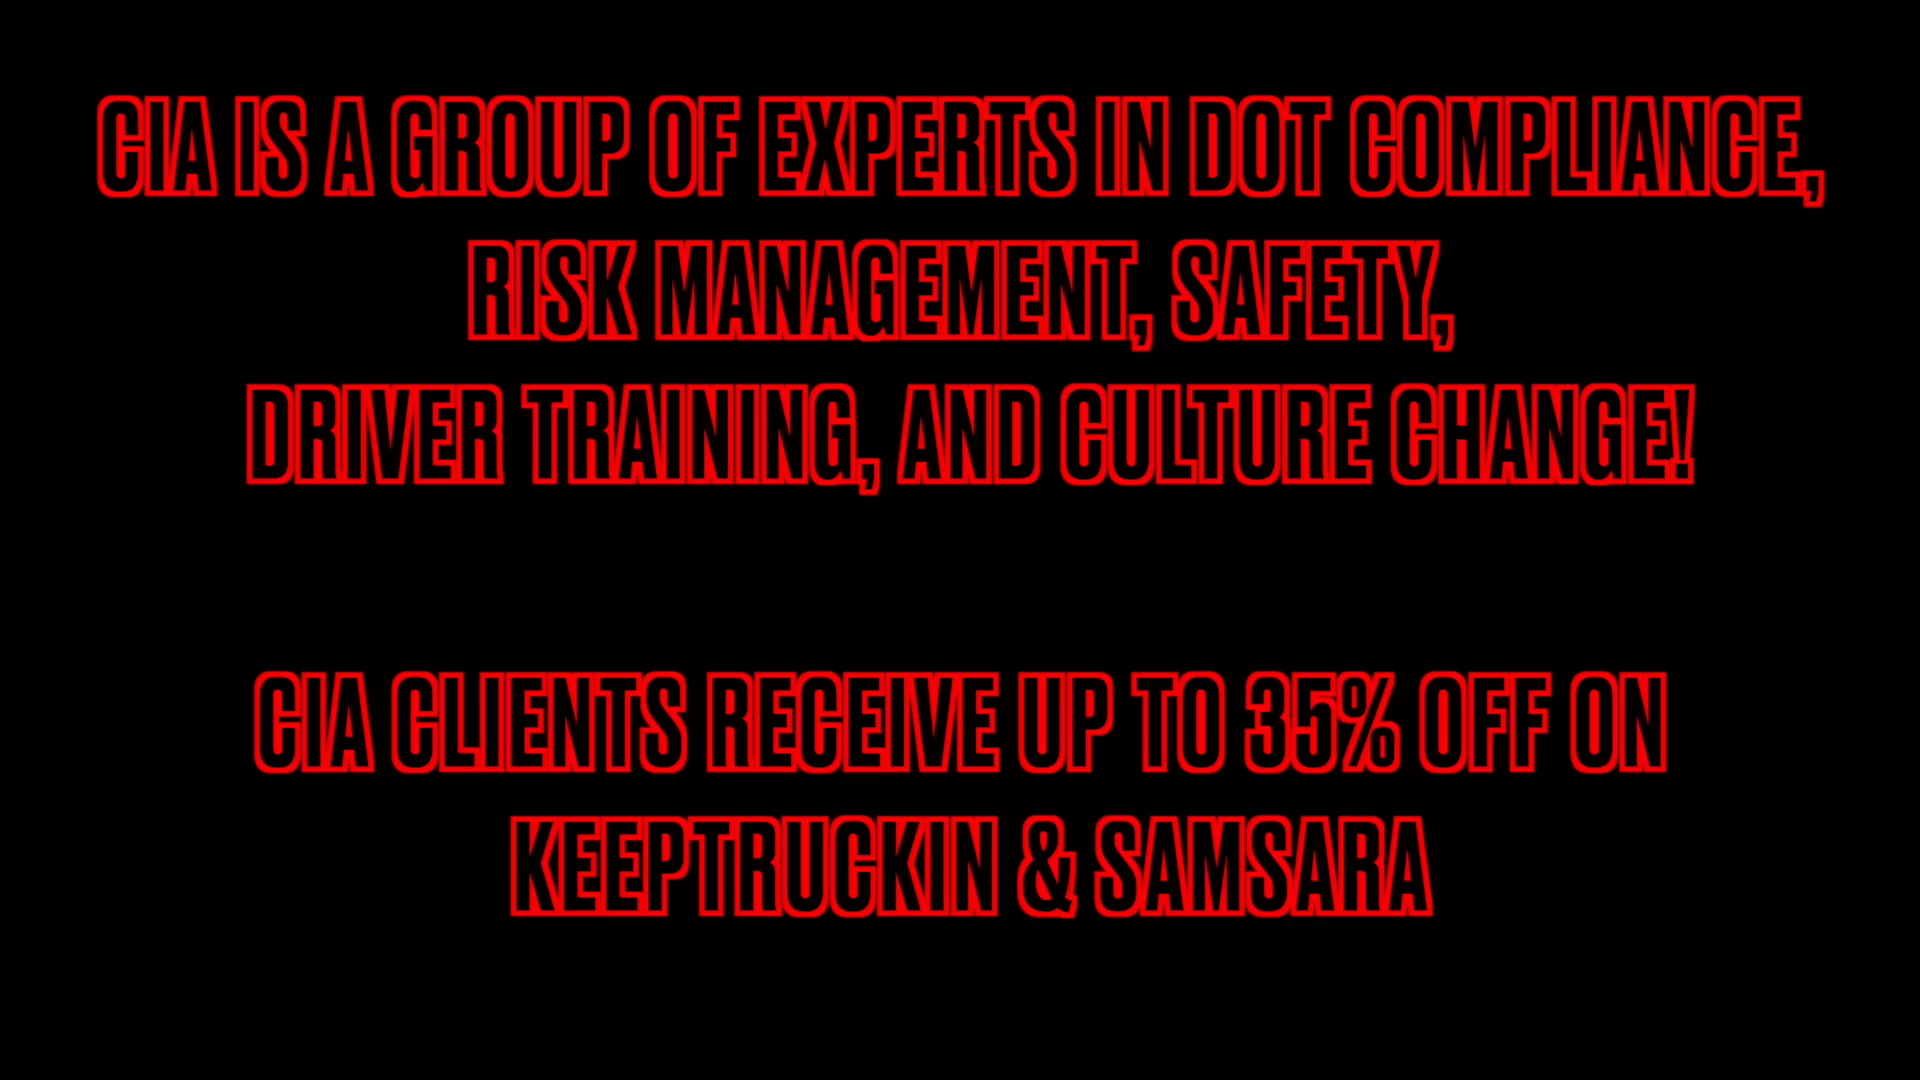 CIA IS A GROUP OF EXPERTS IN DOT COMPLIANCE,
RISK MANAGEMENT, SAFETY,
DRIVER TRAINING, AND CULTURE CHANGE!
CIA CLIENTS RECEIVE UP TO 35% OFF ON
KEEPTRUCKIN & SAMSARA